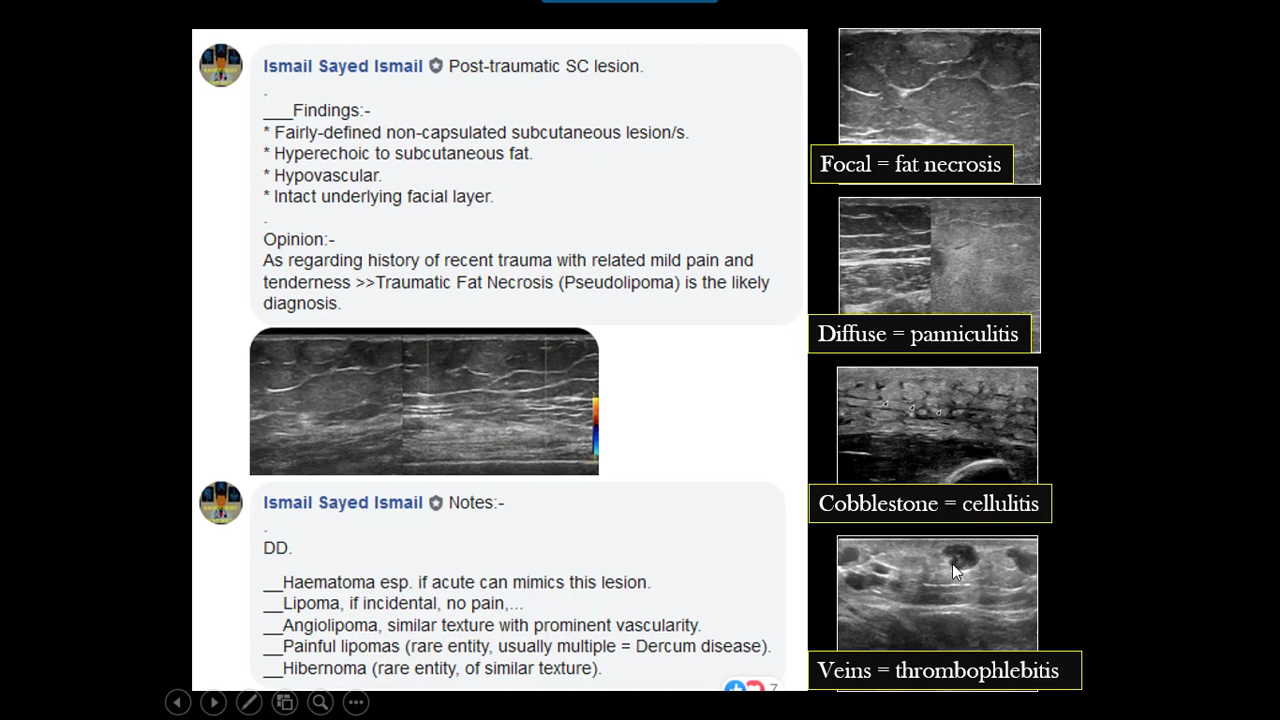 Ismail Sayed Ismail Post-traumatic SC lesion.
.
___Findings:-
* Fairly-defined non-capsulated subcutaneous lesion/s.
* Hyperechoic to subcutaneous fat.
* Hypovascular.
* Intact underlying facial layer.
.
Opinion:-
As regarding history of recent trauma with related mild pain and
tenderness >>Traumatic Fat Necrosis (Pseudolipoma) is the likely
diagnosis.
Ismail Sayed Ismail Notes:-
.
DD.
__Haematoma esp. if acute can mimics this lesion.
__Lipoma, if incidental, no pain,...
__Angiolipoma, similar texture with prominent vascularity.
__Painful lipomas (rare entity, usually multiple = Dercum disease).
__Hibernoma (rare entity, of similar texture).
7
Focal = fat necrosis
Diffuse = panniculitis
Cobblestone = cellulitis
Veins = thrombophlebitis